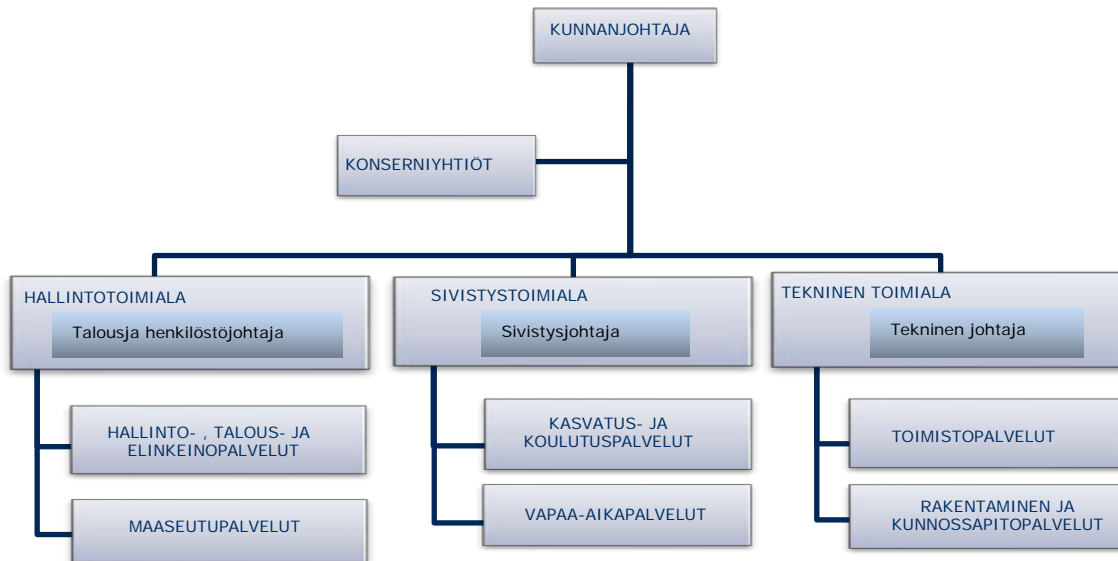 KUNNANJOHTAJA
KONSERNIYHTIÖT
HALLINTOTOIMIALA
Talousja henkilöstöjohtaja
SIVISTYSTOIMIALA
Sivistysjohtaja
TEKNINEN TOIMIALA
Tekninen johtaja
HALLINTO- , TALOUS- JA
ELINKEINOPALVELUT
MAASEUTUPALVELUT
KASVATUS- JA
KOULUTUSPALVELUT
VAPAA-AIKAPALVELUT
TOIMISTOPALVELUT
RAKENTAMINEN JA
KUNNOSSAPITOPALVELUT